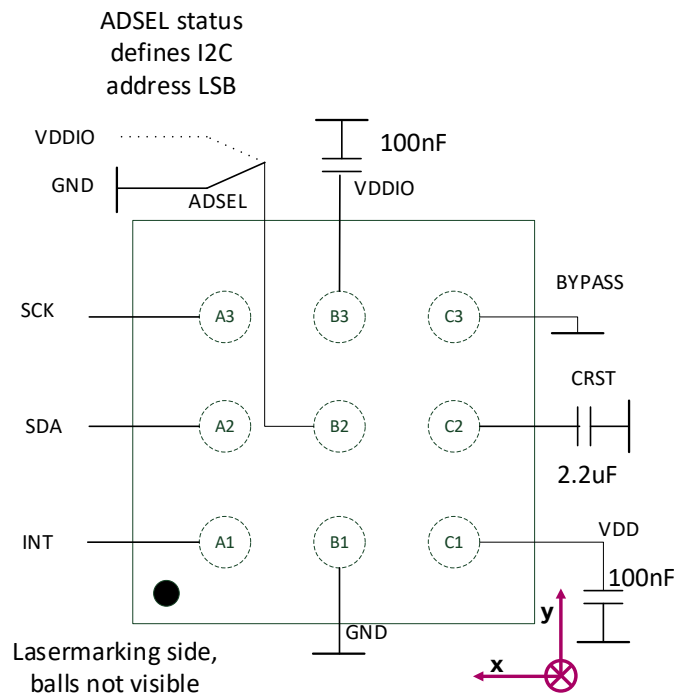 ADSEL status
defines I2C
address LSB
VDDIO
100nF
GND
ADSEL
VDDIO
BYPASS
SCK
A3
B3
C3
CRST
SDA
A2
B2
C2
2.2uF
VDD
INT
A1
B1
C1
100nF
y
GND
x
Lasermarking side,
balls not visible